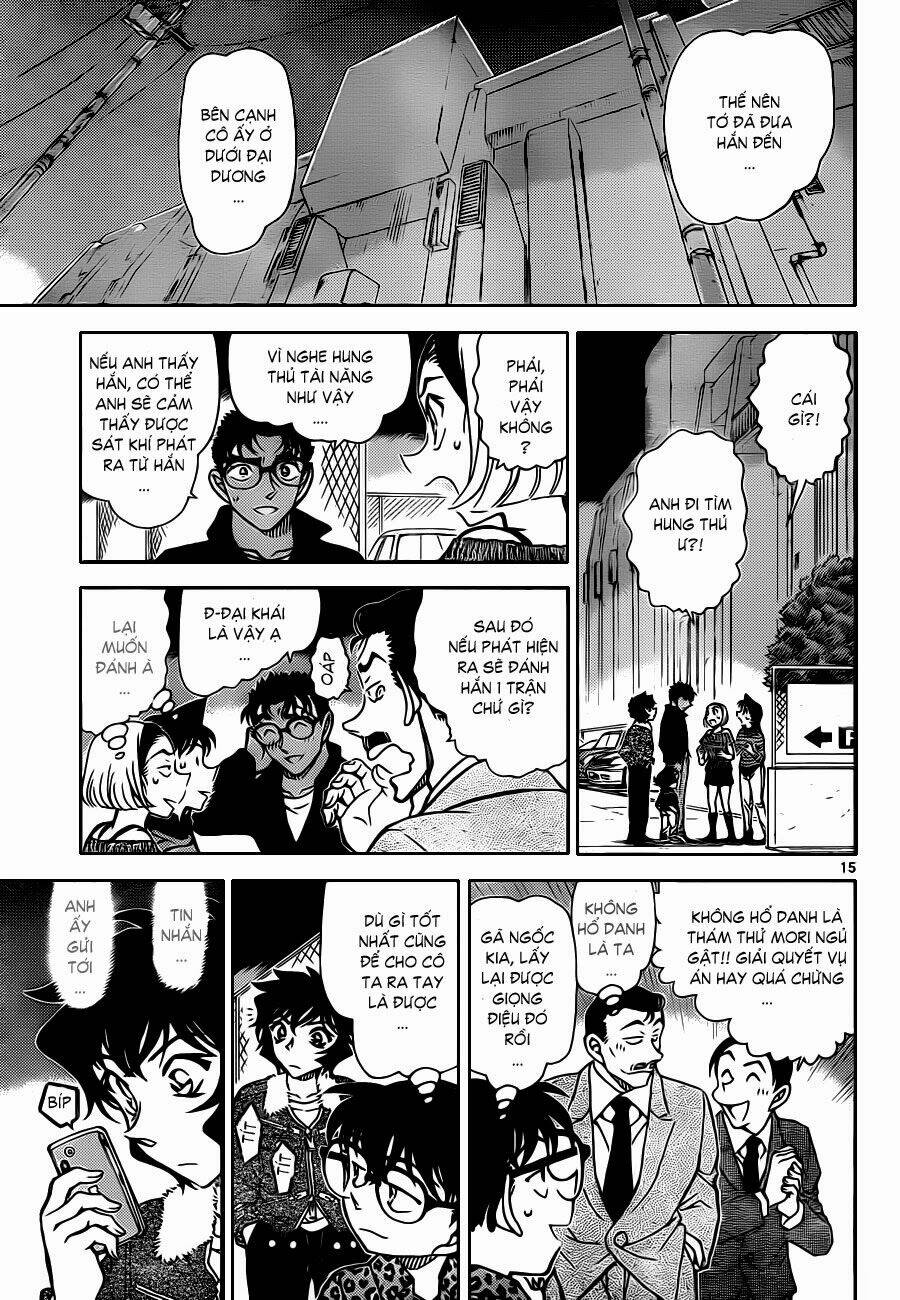 THẾ NÊN
TỚ ĐÃ ĐƯA
HẮN ĐẾN
...
BÊN CẠNH
CÔ ẤY Ở
DƯỚI ĐẠI
DƯƠNG
...
CÁI
GÌ?!
ANH ĐI TÌM
HUNG THỦ
Ư?!
PHẢI,
PHẢI
VẬY
KHÔNG
?
VÌ NGHE HUNG
THỦ TÀI NĂNG
NHƯ VẬY
....
NẾU ANH THẤY
HẮN, CÓ THỂ
ANH SẼ CẢM
THẤY ĐƯỢC
SÁT KHÍ PHÁT
RA TỪ HẮN
...
SAU ĐÓ
NẾU PHÁT HIỆN
RA SẼ ĐÁNH
HẮN 1 TRẬN
CHỨ GÌ?
OÁP
Đ-ĐẠI KHÁI
LÀ VẬY Ạ
...
LẠI
MUỐN
ĐÁNH À
...
15
KHÔNG HỔ DANH LÀ
THÁM THỬ MORI NGỦ
GẬT!! GIẢI QUYẾT VỤ
ÁN HAY QUÁ CHỪNG
...
KHÔNG
HỔ DANH
LÀ TA ...
GÃ NGỐC
KIA, LẤY
LẠI ĐƯỢC
GIỌNG
ĐIỆU ĐÓ
RỒI
DÙ GÌ TỐT
NHẤT CŨNG
ĐỂ CHO CÔ
TA RA TAY
LÀ ĐƯỢC
...
TÍT
TÍT
TIN
NHẮN
ANH
ẤY
GỬI
TỚI
...
BÍP